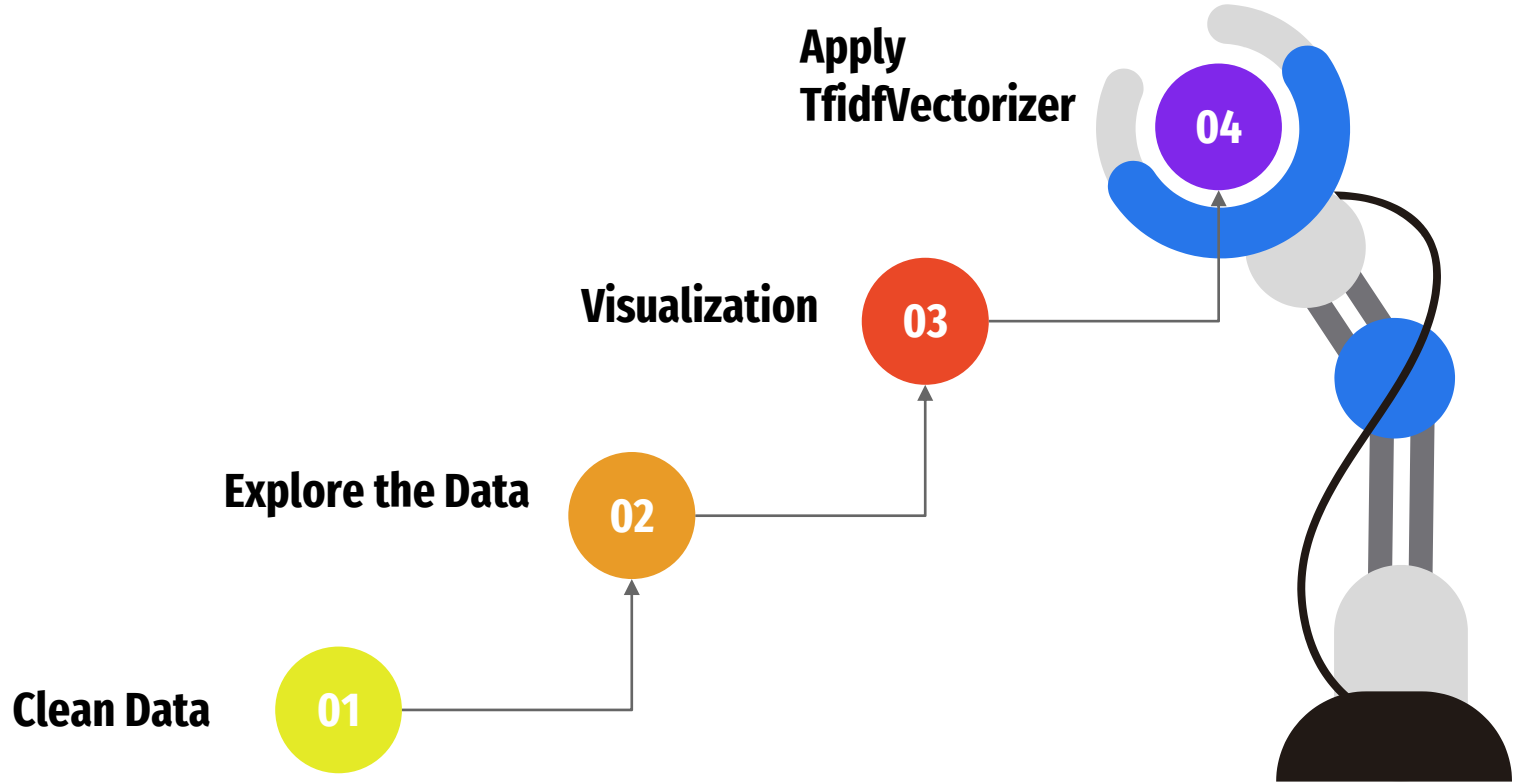 Apply
TfidfVectorizer
04
Visualization
03
Explore the Data
02
Clean Data
01